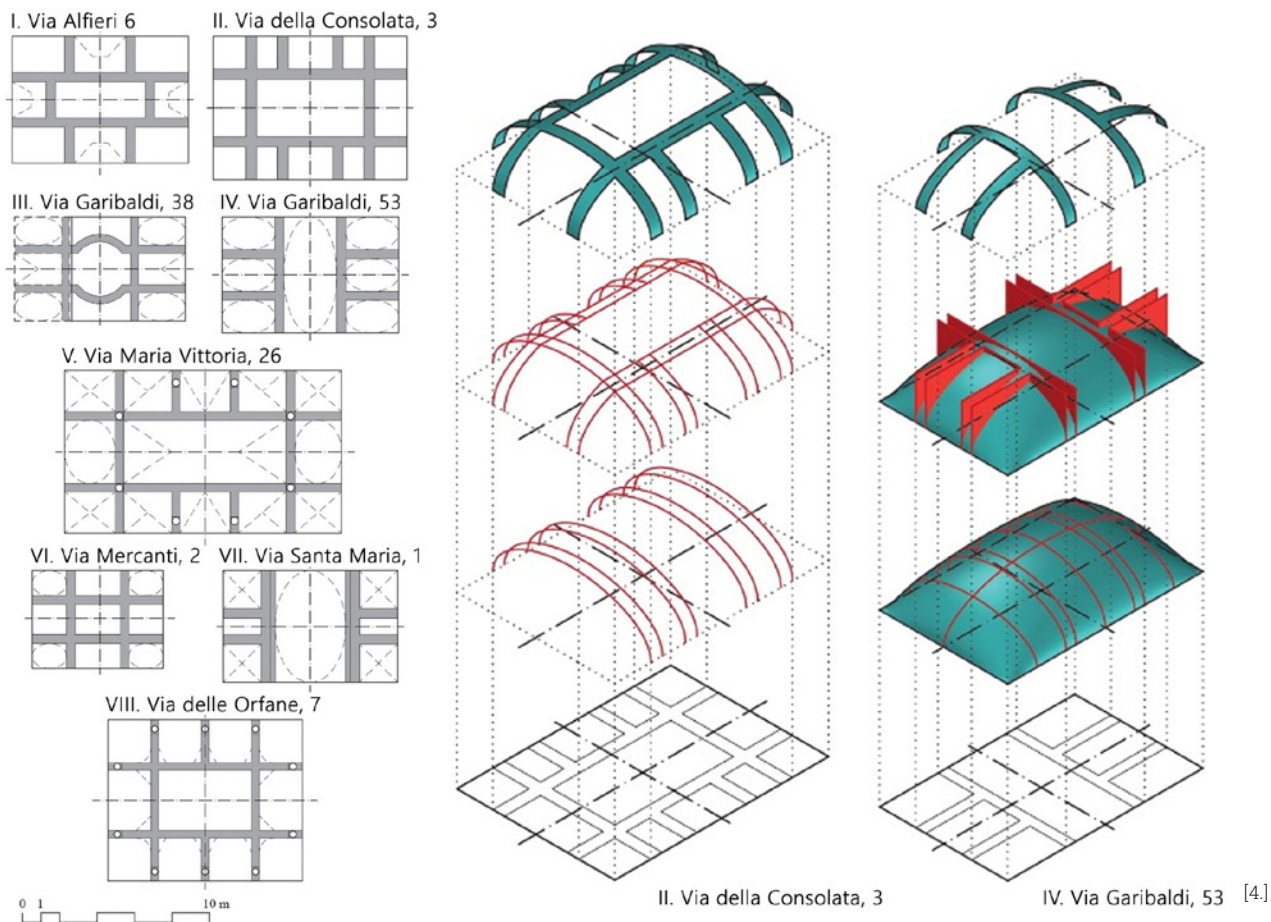 I. Via Alfieri 6
II. Via della Consolata, 3
III. Via Garibaldi, 38
IV. Via Garibaldi, 53
V. Via Maria Vittoria, 26
VI. Via Mercanti, 2
VII. Via Santa Maria, 1
VIII. Via delle Orfane, 7
0 1 10 m
II. Via della Consolata, 3
IV. Via Garibaldi, 53
[4.]